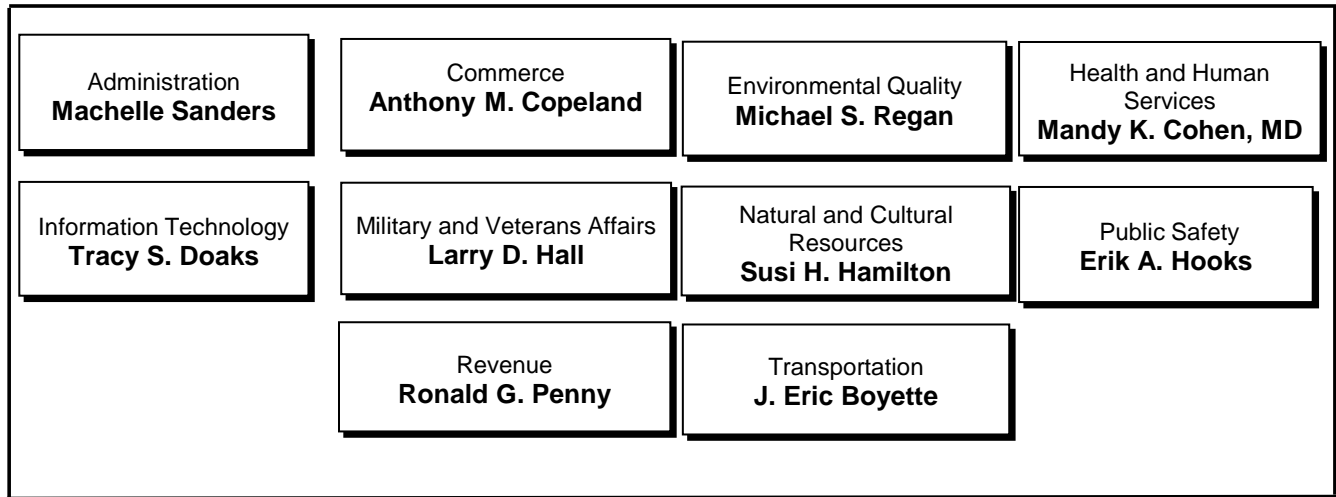 Administration
Machelle Sanders
Commerce
Anthony M. Copeland
Environmental Quality
Michael S. Regan
Health and Human
Services
Mandy K. Cohen, MD
Information Technology
Tracy S. Doaks
Military and Veterans Affairs
Larry D. Hall
Natural and Cultural
Resources
Susi H. Hamilton
Public Safety
Erik A. Hooks
Revenue
Ronald G. Penny
Transportation
J. Eric Boyette